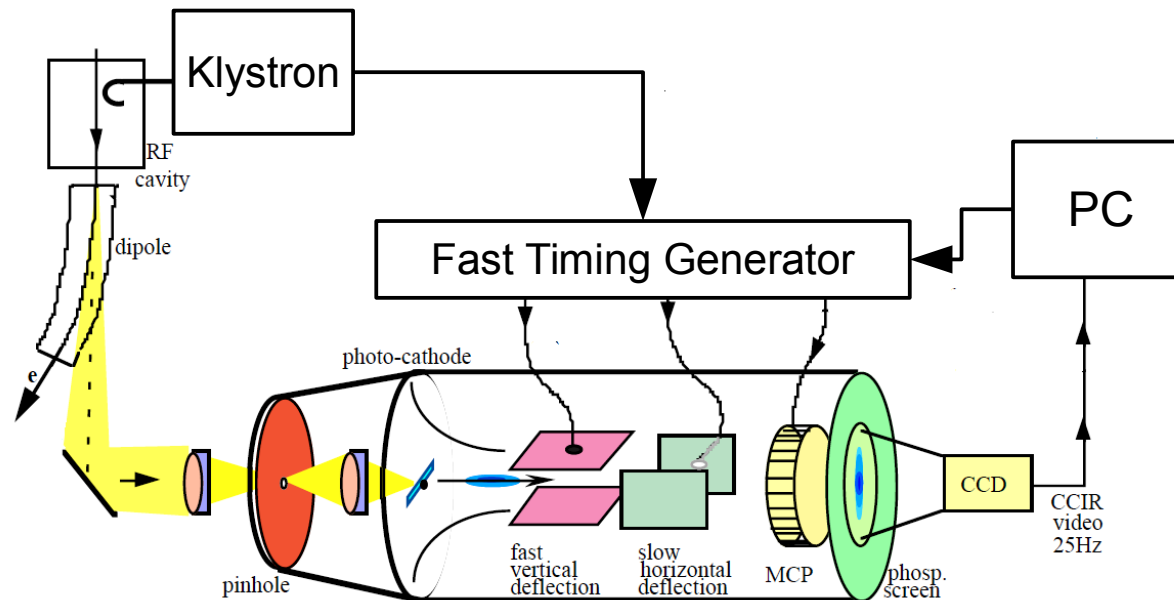 Klystron
RF
cavity
dipole
PC
Fast Timing Generator
e
photo-cathode
CCD
CCIR
video
25Hz
pinhole
fast
vertical
deflection
slow
horizontal
deflection
MCP
phosp.
screen